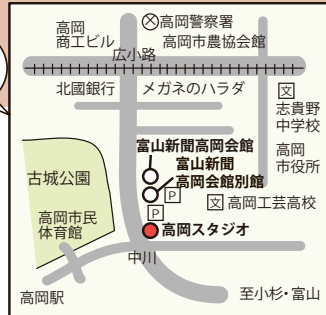 高岡
商工ビル
高岡警察署
高岡市農協会館
広小路
北國銀行
メガネのハラダ
文
志貴野
中学校
富山新聞高岡会館
富山新聞
高岡会館別館
高岡
市役所
古城公園
P
文
高岡工芸高校
P
高岡市民
体育館
高岡スタジオ
中川
高岡駅
至小杉・富山